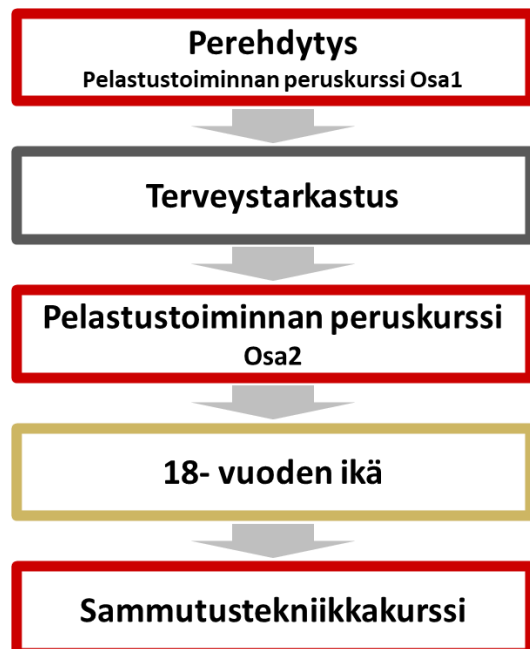 Perehdytys
Pelastustoiminnan peruskurssi Osa1
Terveystarkastus
Pelastustoiminnan peruskurssi
Osa2
18- vuoden ikä
Sammutustekniikkakurssi